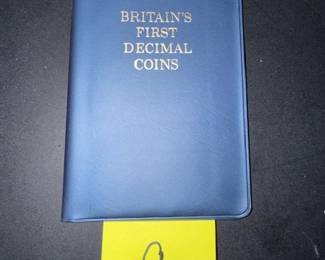 BRITAIN'S
FIRST
DECIMAL
COINS